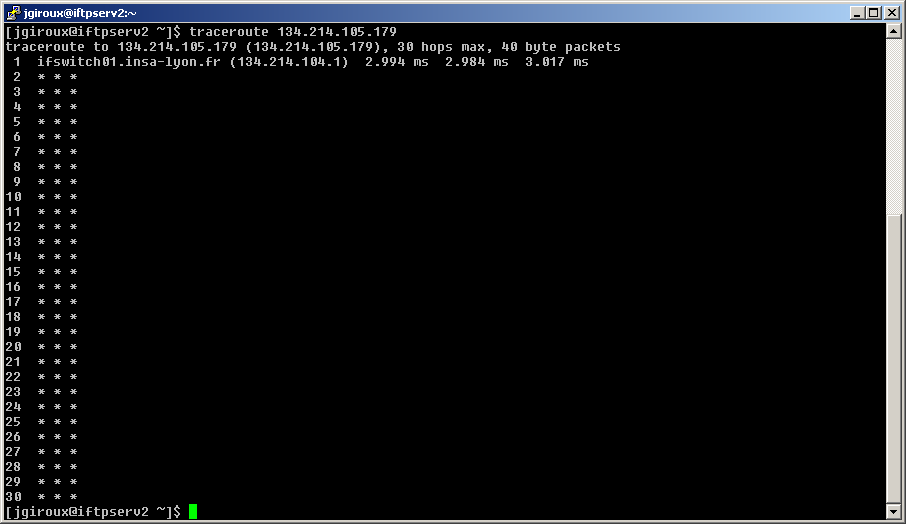 jgiroux@iftpserv2:~
[jgiroux@iftpserv2 ~]$ traceroute 134.214.105.179
traceroute to 134.214.105.179 (134.214.105.179), 30 hops max, 40 byte packets
 1  ifswitch01.insa-lyon.fr (134.214.104.1)  2.994 ms  2.984 ms  3.017 ms
 2  * * *
 3  * * *
 4  * * *
 5  * * *
 6  * * *
 7  * * *
 8  * * *
 9  * * *
10  * * *
11  * * *
12  * * *
13  * * *
14  * * *
15  * * *
16  * * *
17  * * *
18  * * *
19  * * *
20  * * *
21  * * *
22  * * *
23  * * *
24  * * *
25  * * *
26  * * *
27  * * *
28  * * *
29  * * *
30  * * *
[jgiroux@iftpserv2 ~]$